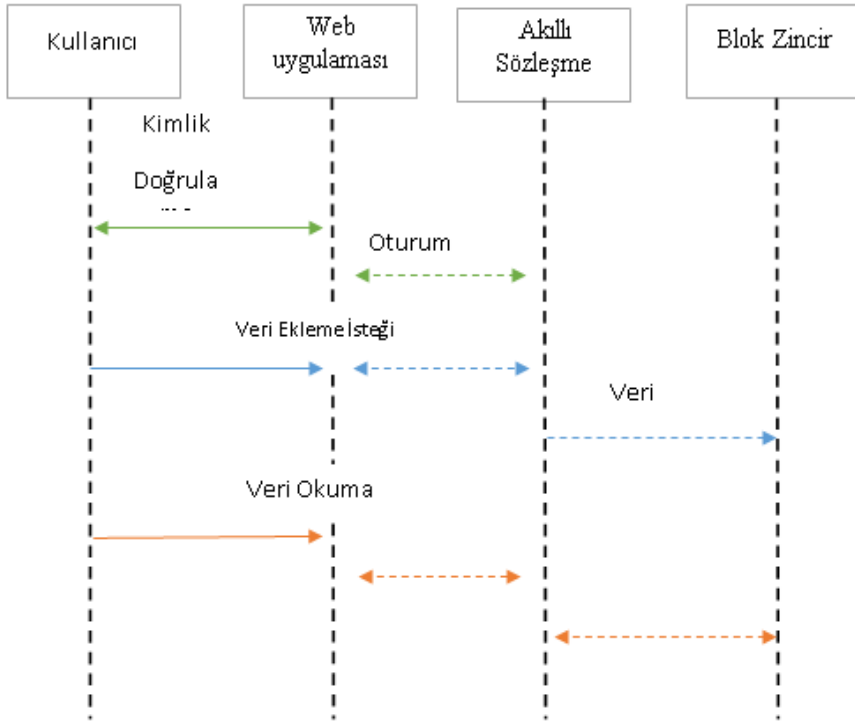 Kullanıcı
Web
uygulaması
Akıllı
Sözleşme
Blok Zincir
Kimlik
Doğrula
Oturum
Veri Ekleme İsteği
Veri
Veri Okuma